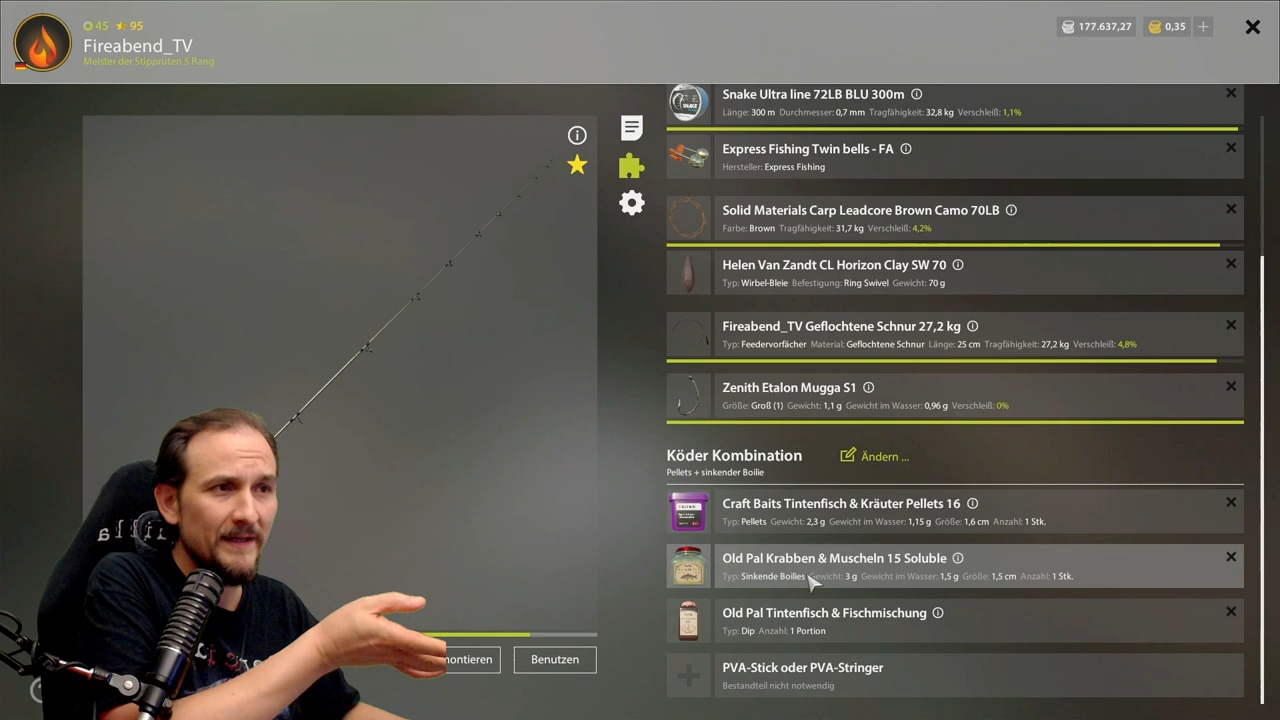 45 95
Fireabend_TV
Meister der Stippruten 5 Rang
177.637,27 0,35
Snake Ultra line 72LB BLU 300m
Länge: 300 m Durchmesser: 0,7 mm Tragfähigkeit: 32,8 kg Verschleiß: 1,1%
Express Fishing Twin bells - FA
Hersteller: Express Fishing
Solid Materials Carp Leadcore Brown Camo 70LB
Farbe: Brown Tragfähigkeit: 31,7 kg Verschleiß: 4,2%
Helen Van Zandt CL Horizon Clay SW 70
Typ: Wirbel-Bleie Befestigung: Ring Swivel Gewicht: 70 g
Fireabend_TV Geflochtene Schnur 27,2 kg
Typ: Feedervorfächer Material: Geflochtene Schnur Länge: 25 cm Tragfähigkeit: 27,2 kg Verschleiß: 4,8%
Zenith Etalon Mugga S1
Größe: Groß (1) Gewicht: 1,1 g Gewicht im Wasser: 0,96 g Verschleiß: 0%
Köder Kombination Ändern ...
Pellets + sinkender Boilie
Craft Baits Tintenfisch & Kräuter Pellets 16
Typ: Pellets Gewicht: 2,3 g Gewicht im Wasser: 1,15 g Größe: 1,6 cm Anzahl: 1 Stk.
Old Pal Krabben & Muscheln 15 Soluble
Typ: Sinkende Boilies Gewicht: 3 g Gewicht im Wasser: 1,5 g Größe: 1,5 cm Anzahl: 1 Stk.
Old Pal Tintenfisch & Fischmischung
Typ: Dip Anzahl: 1 Portion
PVA-Stick oder PVA-Stringer
Bestandteil nicht notwendig
montieren Benutzen